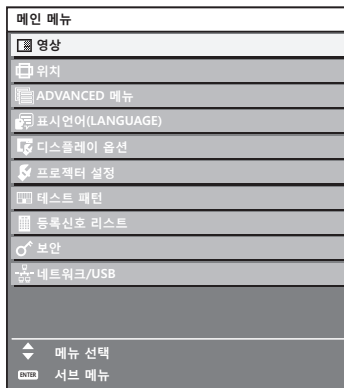 메인 메뉴
영상
위치
ADVANCED 메뉴
표시언어(LANGUAGE)
디스플레이 옵션
프로젝터 설정
테스트 패턴
등록신호 리스트
보안
네트워크/USB
메뉴 선택
ENTER 서브 메뉴